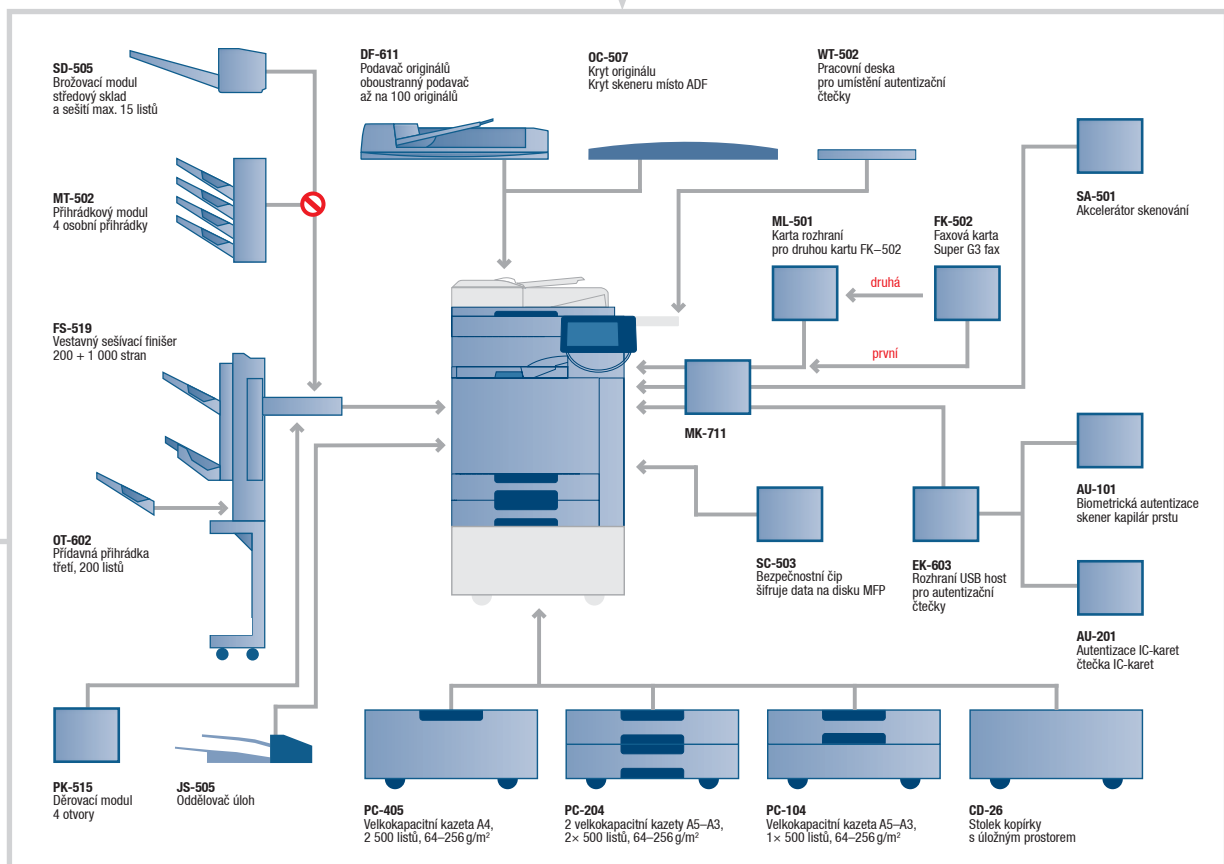 SD-505
Brožovací modul
středový sklad
a sešití max. 15 listů
DF-611
Podavač originálů
oboustranný podavač
až na 100 originálů
OC-507
Kryt originálu
Kryt skeneru místo ADF
WT-502
Pracovní deska
pro umístění autentizační
čtečky
SA-501
Akcelerátor skenování
MT-502
Přihrádkový modul
4 osobní přihrádky
ML-501
Karta rozhraní
pro druhou kartu FK–502
FK-502
Faxová karta
Super G3 fax
druhá
první
FS-519
Vestavný sešívací finišer
200 + 1 000 stran
MK-711
OT-602
Přídavná přihrádka
třetí, 200 listů
SC-503
Bezpečnostní čip
šifruje data na disku MFP
EK-603
Rozhraní USB host
pro autentizační
čtečky
AU-101
Biometrická autentizace
skener kapilár prstu
AU-201
Autentizace IC-karet
čtečka IC-karet
PK-515
Děrovací modul
4 otvory
JS-505
Oddělovač úloh
PC-405
Velkokapacitní kazeta A4,
2 500 listů, 64–256 g/m²
PC-204
2 velkokapacitní kazety A5–A3,
2× 500 listů, 64–256 g/m²
PC-104
Velkokapacitní kazeta A5–A3,
1× 500 listů, 64–256 g/m²
CD-26
Stolek kopírky
s úložným prostorem